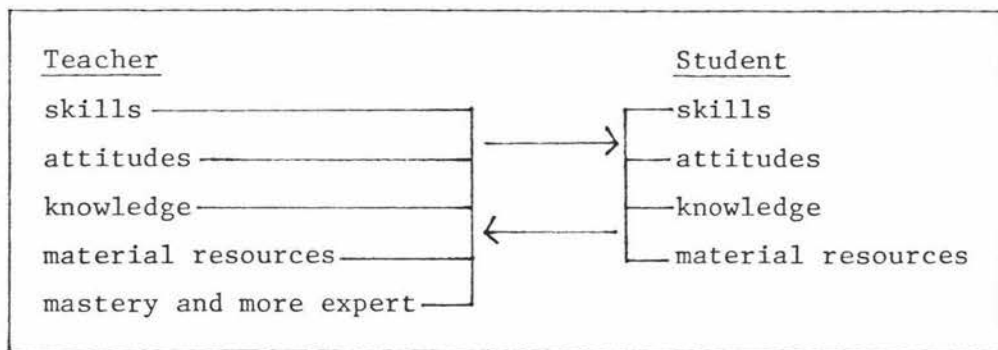 Teacher Student
skills skills
attitudes attitudes
knowledge knowledge
material resources material resources
mastery and more expert